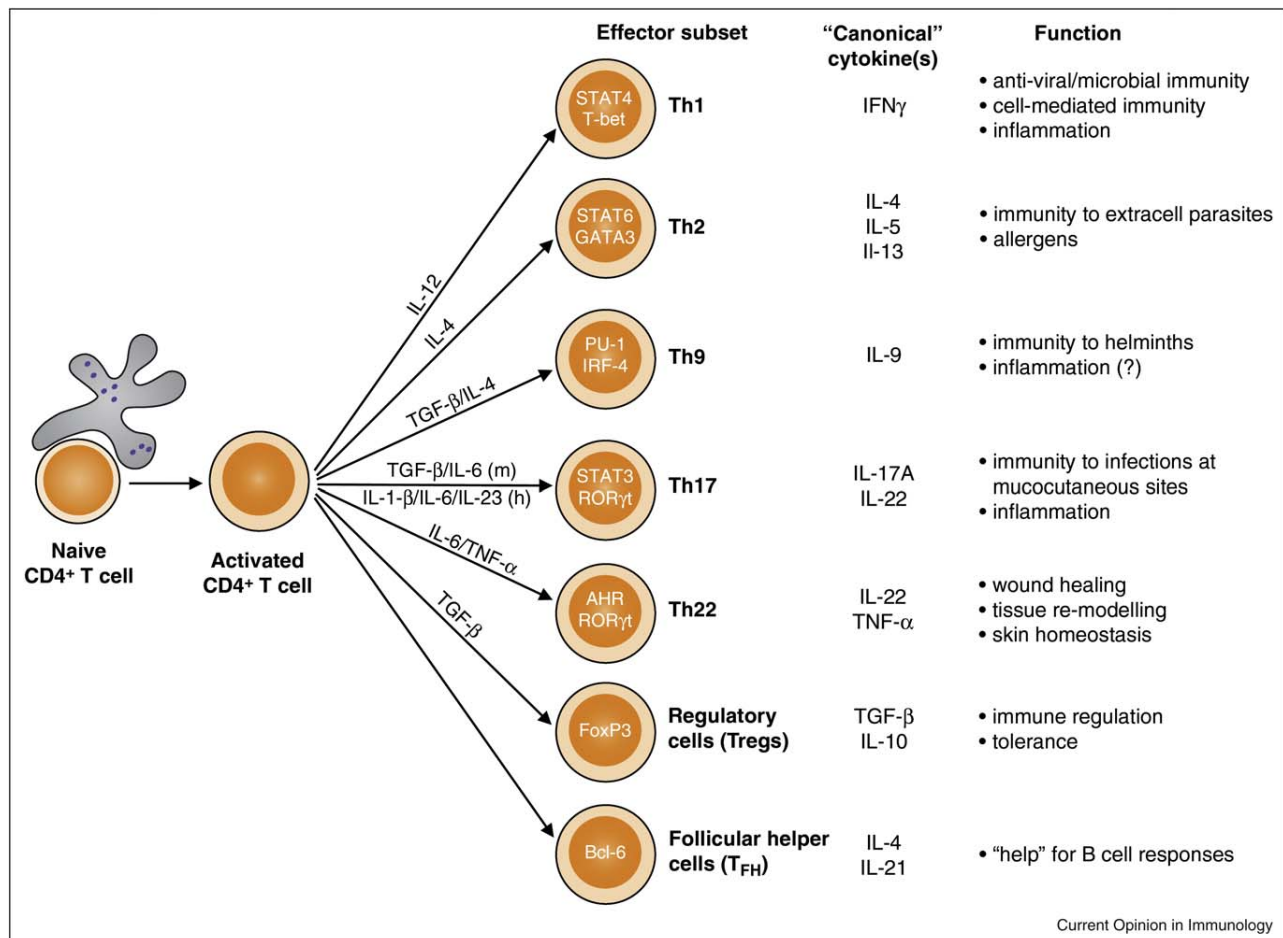 Effector subset
“Canonical”
cytokine(s)
Function
IL-12
STAT4
T-bet
Th1
IFNγ
• anti-viral/microbial immunity
• cell-mediated immunity
• inflammation
IL-4
STAT6
GATA3
Th2
IL-4
IL-5
Il-13
• immunity to extracell parasites
• allergens
TGF-β/IL-4
PU-1
IRF-4
Th9
IL-9
• immunity to helminths
• inflammation (?)
Naive
CD4⁺ T cell
Activated
CD4⁺ T cell
TGF-β/IL-6 (m)
IL-1-β/IL-6/IL-23 (h)
STAT3
RORγt
Th17
IL-17A
IL-22
• immunity to infections at
mucocutaneous sites
• inflammation
IL-6/TNF-α
AHR
RORγt
Th22
IL-22
TNF-α
• wound healing
• tissue re-modelling
• skin homeostasis
TGF-β
FoxP3
Regulatory
cells (Tregs)
TGF-β
IL-10
• immune regulation
• tolerance
Bcl-6
Follicular helper
cells (TFH)
IL-4
IL-21
• “help” for B cell responses
Current Opinion in Immunology